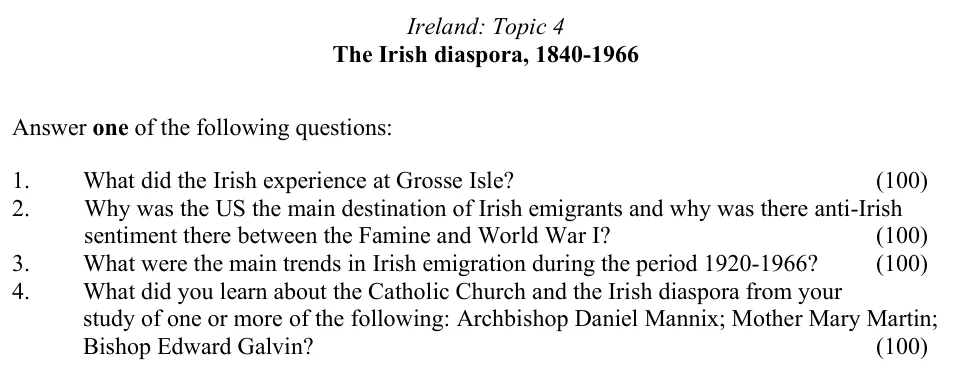 Ireland: Topic 4
The Irish diaspora, 1840-1966
Answer one of the following questions:
1. What did the Irish experience at Grosse Isle? (100)
2. Why was the US the main destination of Irish emigrants and why was there anti-Irish
sentiment there between the Famine and World War I? (100)
3. What were the main trends in Irish emigration during the period 1920-1966? (100)
4. What did you learn about the Catholic Church and the Irish diaspora from your
study of one or more of the following: Archbishop Daniel Mannix; Mother Mary Martin;
Bishop Edward Galvin? (100)